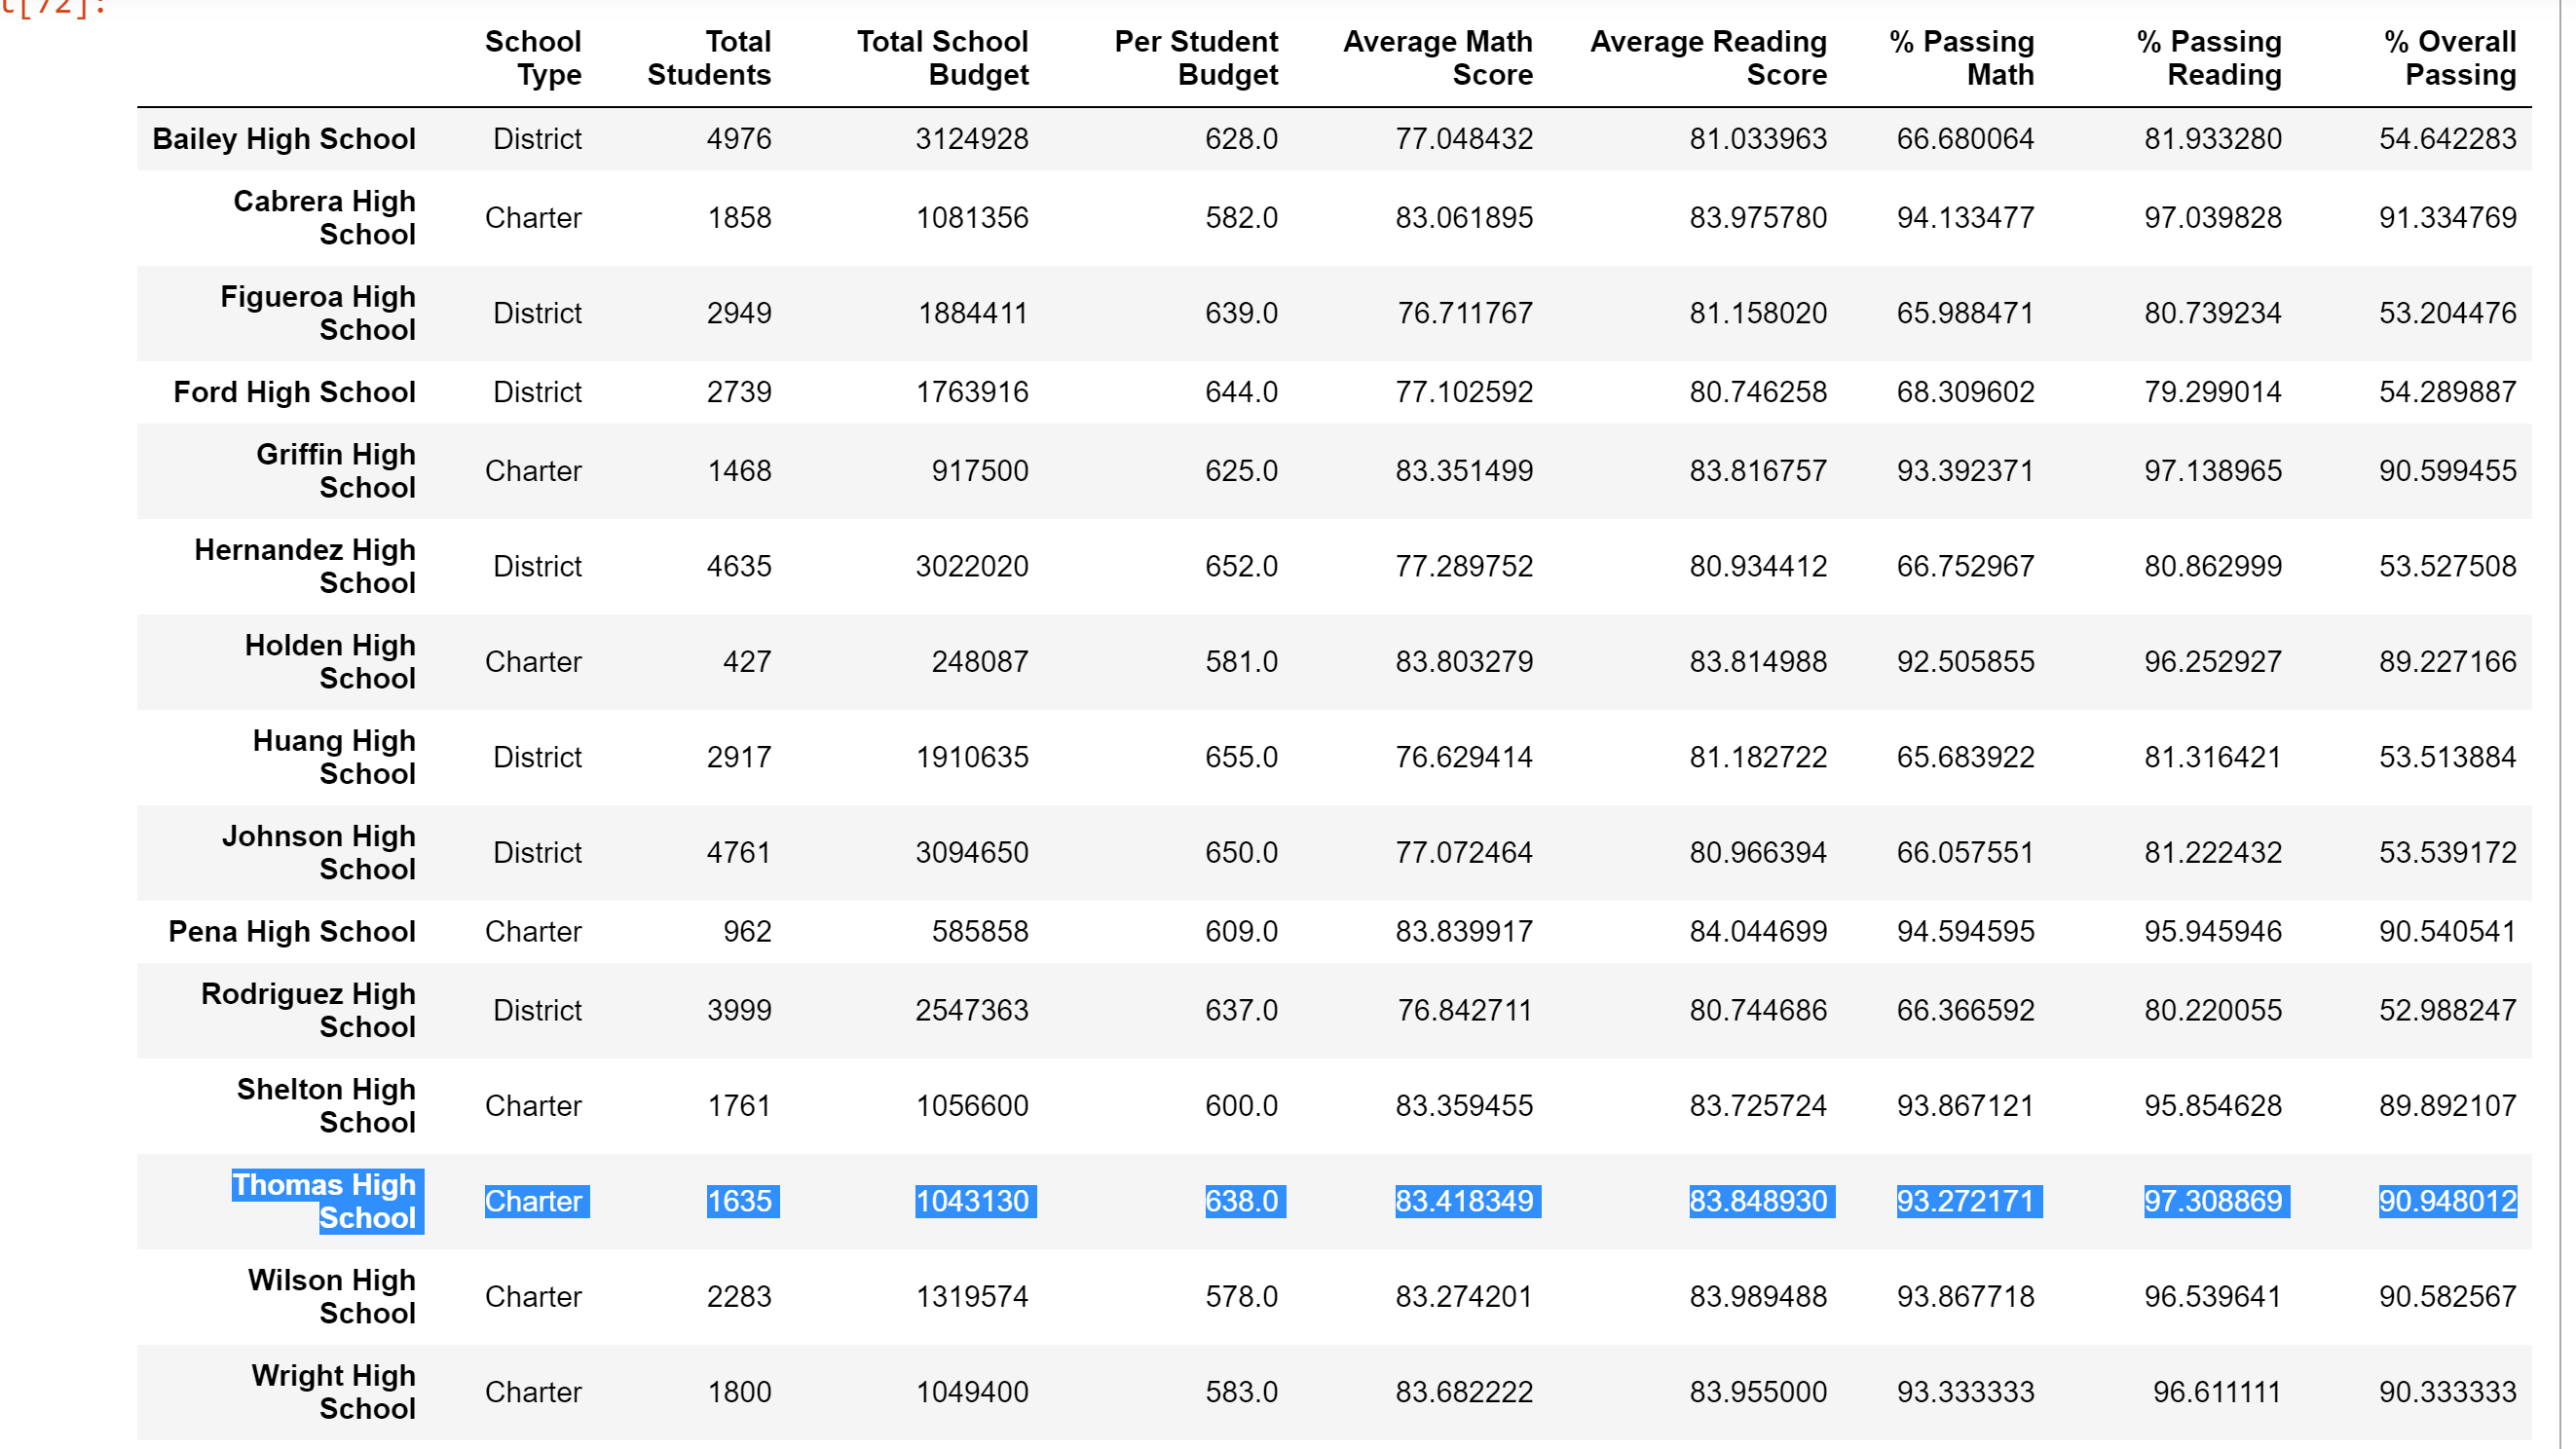 t[72]:
School Type Total Students Total School Budget Per Student Budget Average Math Score Average Reading Score % Passing Math % Passing Reading % Overall Passing
Bailey High School District 4976 3124928 628.0 77.048432 81.033963 66.680064 81.933280 54.642283
Cabrera High School Charter 1858 1081356 582.0 83.061895 83.975780 94.133477 97.039828 91.334769
Figueroa High School District 2949 1884411 639.0 76.711767 81.158020 65.988471 80.739234 53.204476
Ford High School District 2739 1763916 644.0 77.102592 80.746258 68.309602 79.299014 54.289887
Griffin High School Charter 1468 917500 625.0 83.351499 83.816757 93.392371 97.138965 90.599455
Hernandez High School District 4635 3022020 652.0 77.289752 80.934412 66.752967 80.862999 53.527508
Holden High School Charter 427 248087 581.0 83.803279 83.814988 92.505855 96.252927 89.227166
Huang High School District 2917 1910635 655.0 76.629414 81.182722 65.683922 81.316421 53.513884
Johnson High School District 4761 3094650 650.0 77.072464 80.966394 66.057551 81.222432 53.539172
Pena High School Charter 962 585858 609.0 83.839917 84.044699 94.594595 95.945946 90.540541
Rodriguez High School District 3999 2547363 637.0 76.842711 80.744686 66.366592 80.220055 52.988247
Shelton High School Charter 1761 1056600 600.0 83.359455 83.725724 93.867121 95.854628 89.892107
Thomas High School Charter 1635 1043130 638.0 83.418349 83.848930 93.272171 97.308869 90.948012
Wilson High School Charter 2283 1319574 578.0 83.274201 83.989488 93.867718 96.539641 90.582567
Wright High School Charter 1800 1049400 583.0 83.682222 83.955000 93.333333 96.611111 90.333333